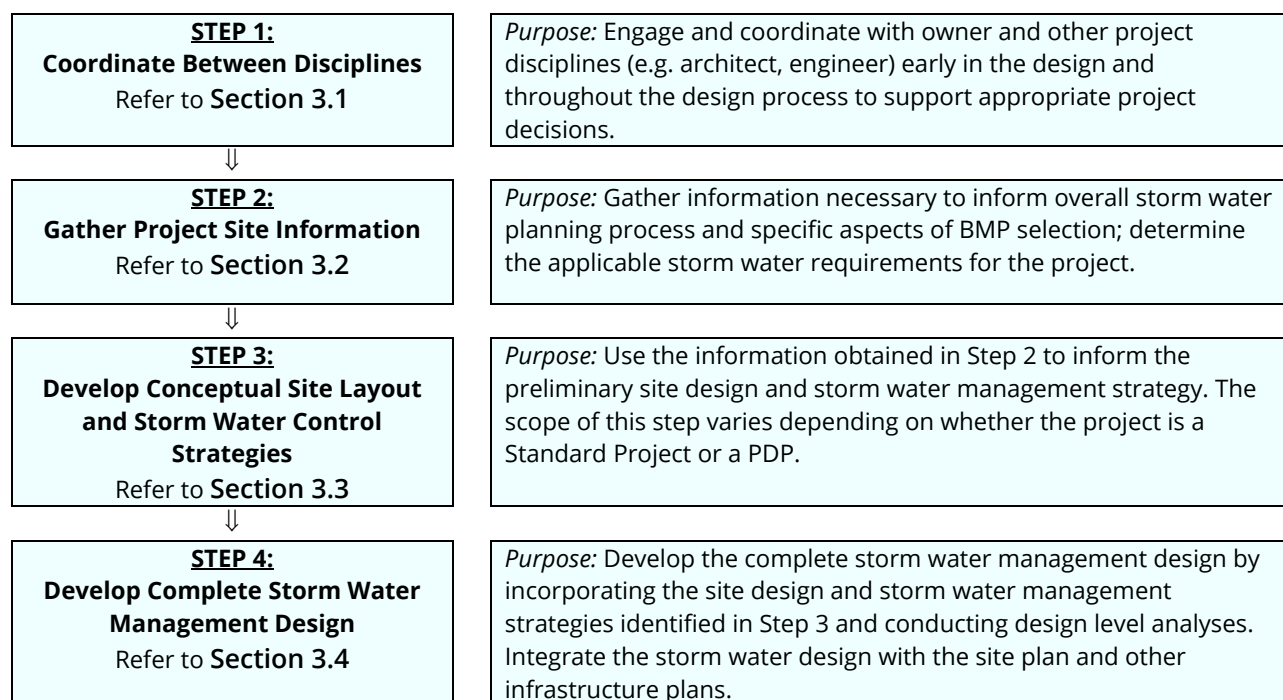 STEP 1:
Coordinate Between Disciplines
Refer to Section 3.1
Purpose: Engage and coordinate with owner and other project
disciplines (e.g. architect, engineer) early in the design and
throughout the design process to support appropriate project
decisions.
⇓
STEP 2:
Gather Project Site Information
Refer to Section 3.2
Purpose: Gather information necessary to inform overall storm water
planning process and specific aspects of BMP selection; determine
the applicable storm water requirements for the project.
⇓
STEP 3:
Develop Conceptual Site Layout
and Storm Water Control
Strategies
Refer to Section 3.3
Purpose: Use the information obtained in Step 2 to inform the
preliminary site design and storm water management strategy. The
scope of this step varies depending on whether the project is a
Standard Project or a PDP.
⇓
STEP 4:
Develop Complete Storm Water
Management Design
Refer to Section 3.4
Purpose: Develop the complete storm water management design by
incorporating the site design and storm water management
strategies identified in Step 3 and conducting design level analyses.
Integrate the storm water design with the site plan and other
infrastructure plans.